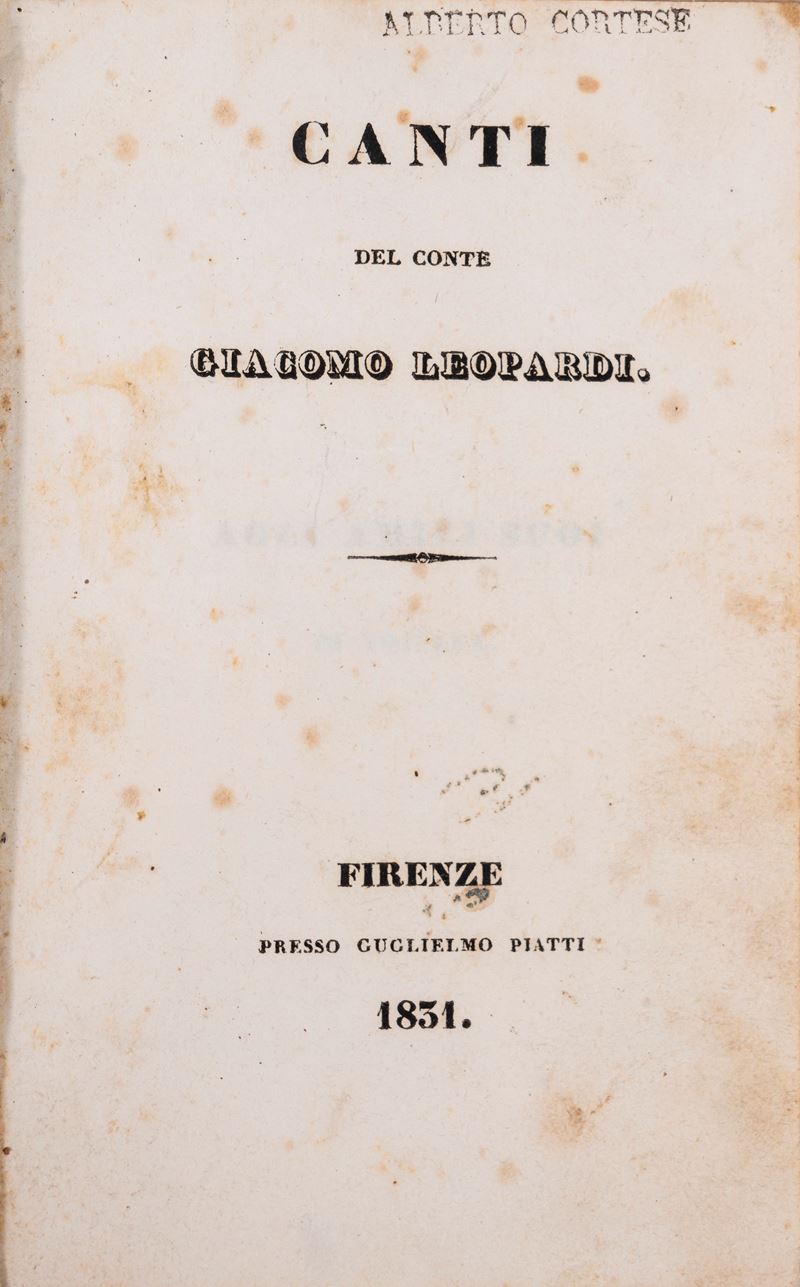 ALBERTO CORTESE
CANTI
DEL CONTE
GIACOMO LEOPARDI.
FIRENZE
PRESSO GUGLIELMO PIATTI
1831.